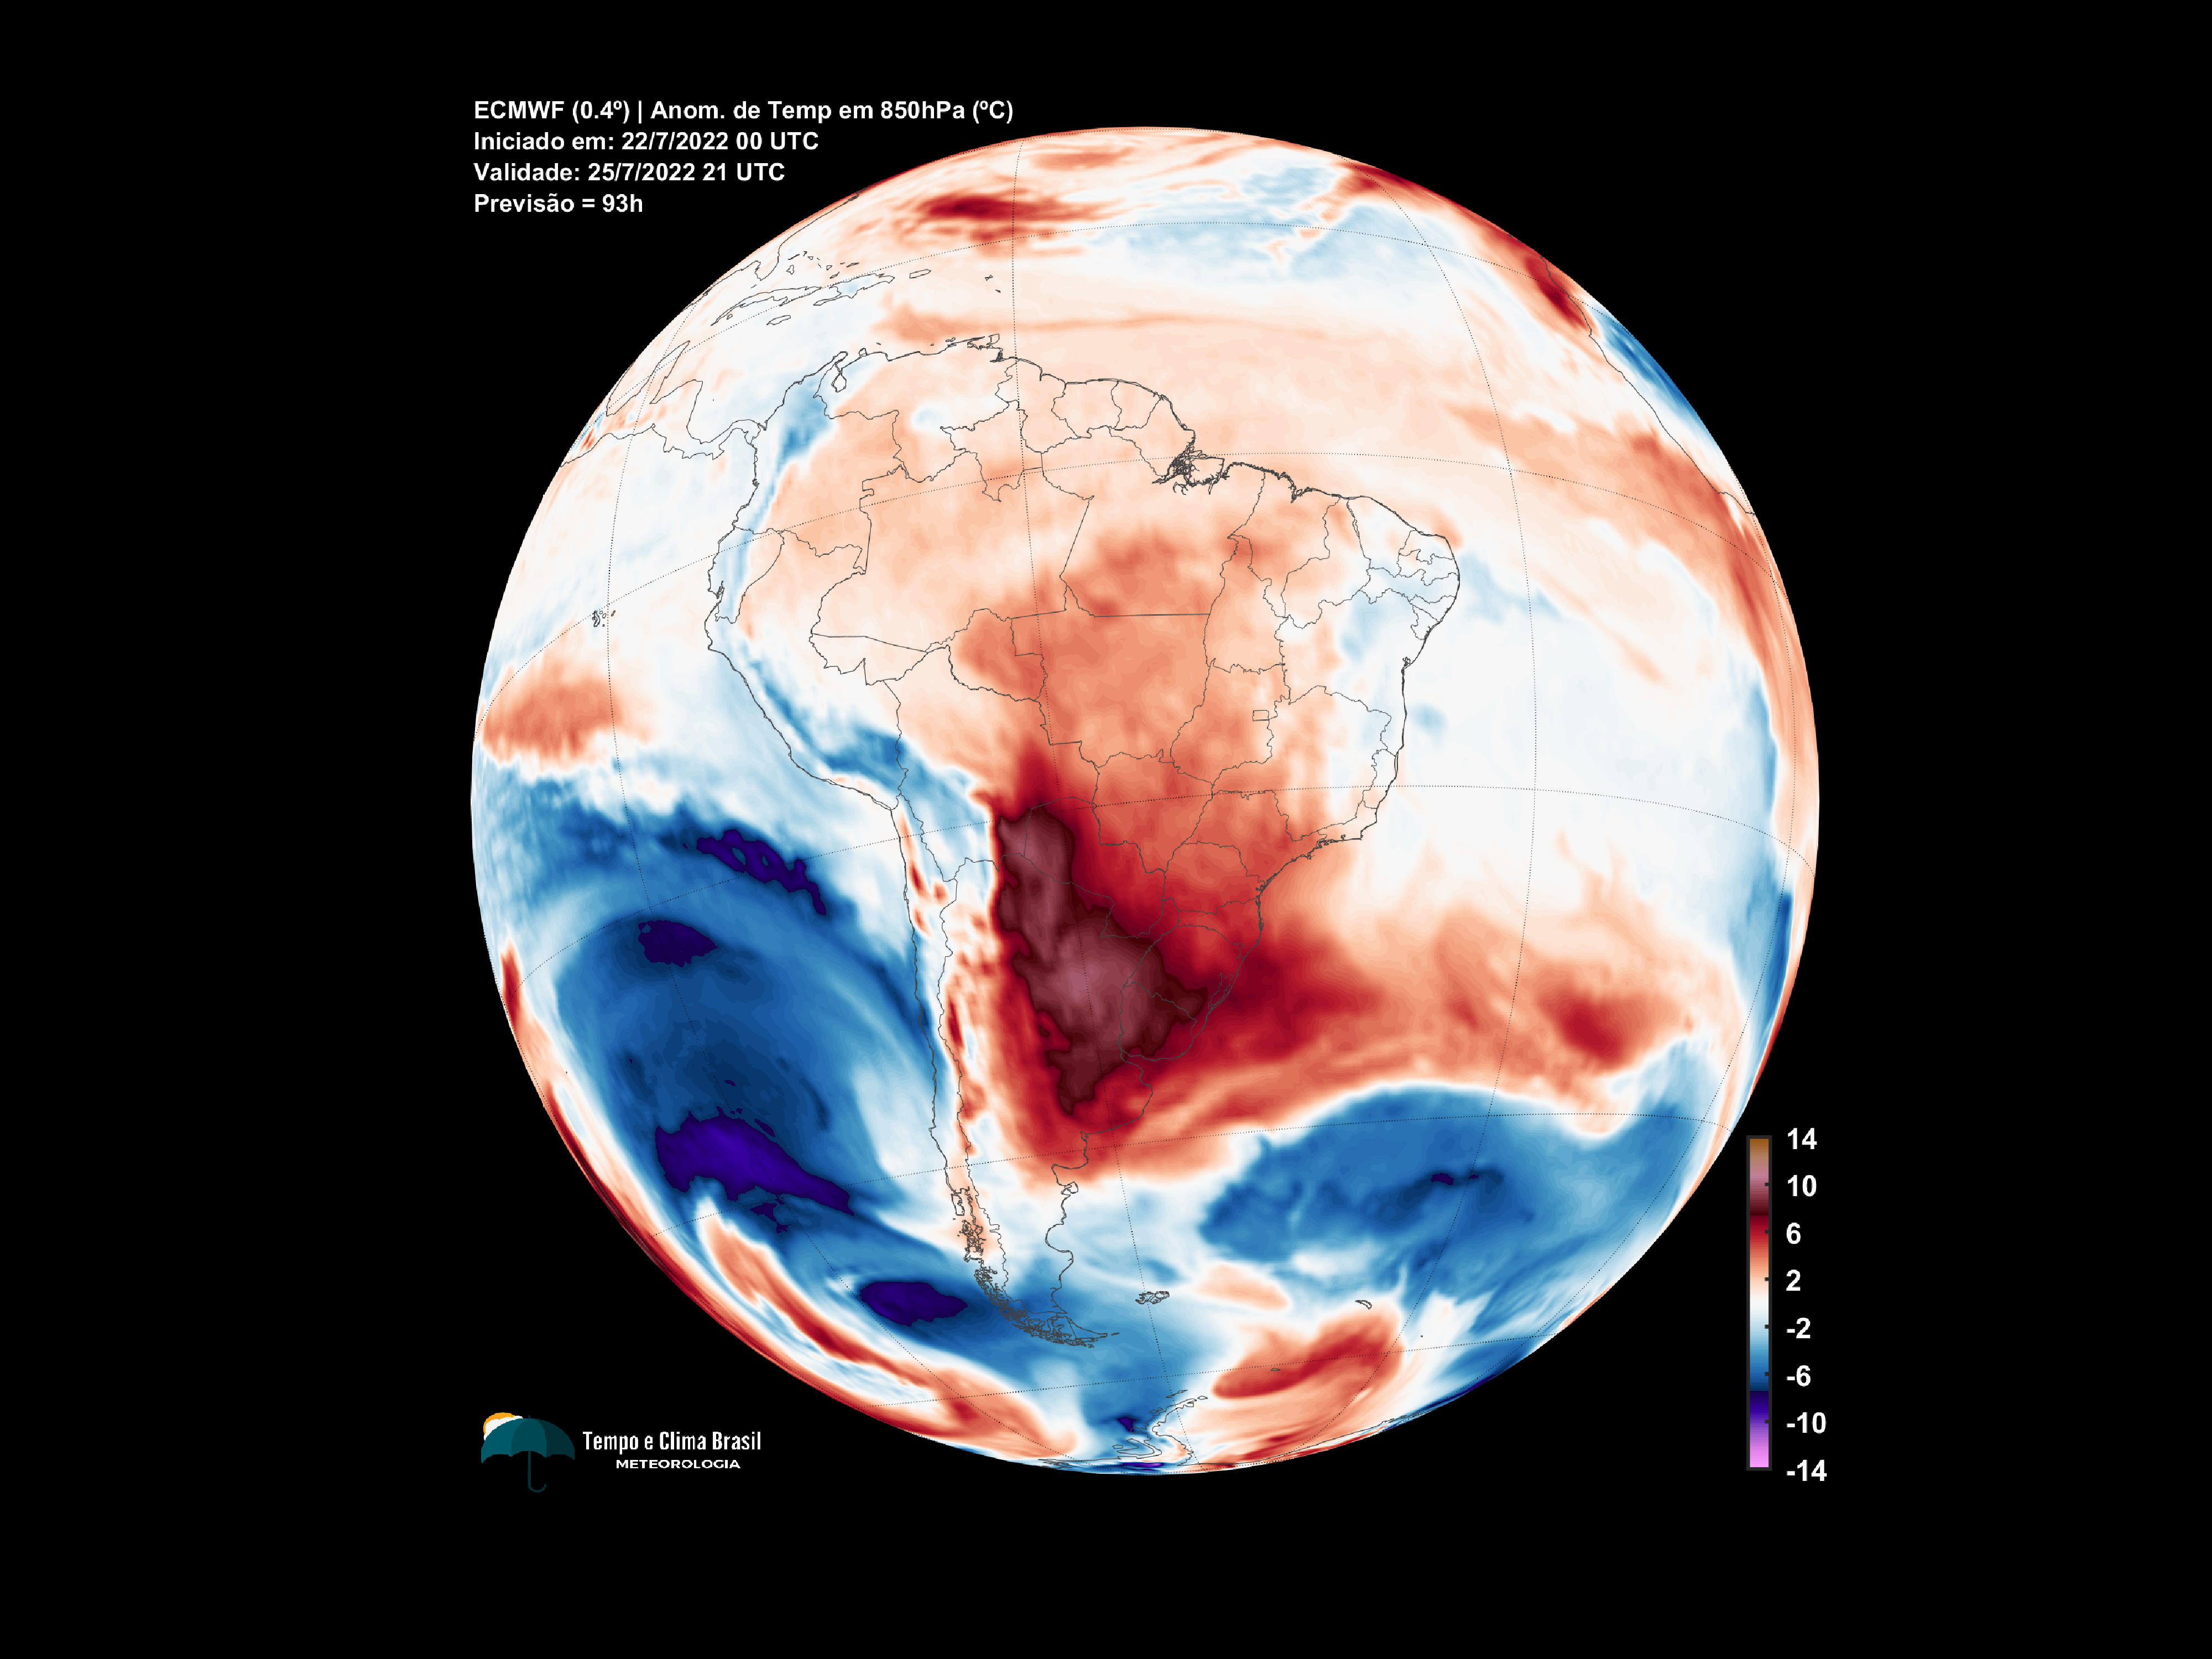 ECMWF (0.4º) | Anom. de Temp em 850hPa (ºC)
Iniciado em: 22/7/2022 00 UTC
Validade: 25/7/2022 21 UTC
Previsão = 93h
14
10
6
2
-2
-6
-10
-14
Tempo e Clima Brasil
METEOROLOGIA